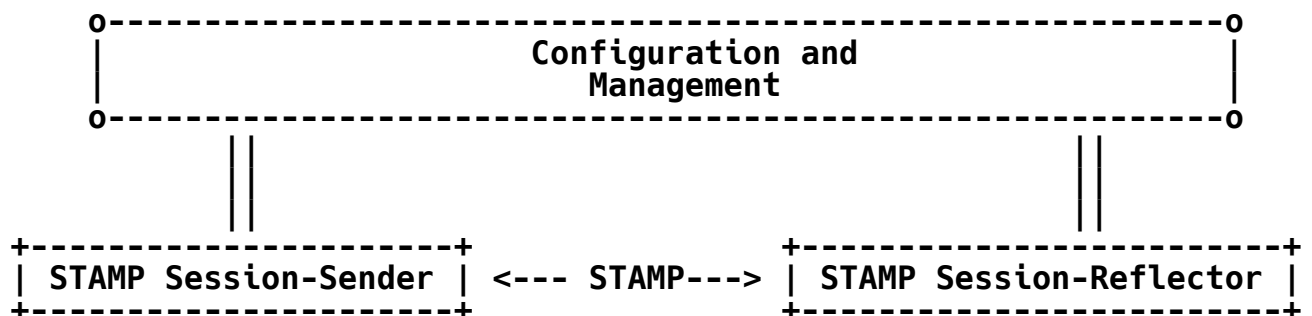 o----------------------------------------------------------o
|                      Configuration and                   |
|                         Management                       |
o----------------------------------------------------------o
||                                          ||
||                                          ||
||                                          ||
+----------------------+                +-------------------------+
| STAMP Session-Sender | <--- STAMP---> | STAMP Session-Reflector |
+----------------------+                +-------------------------+